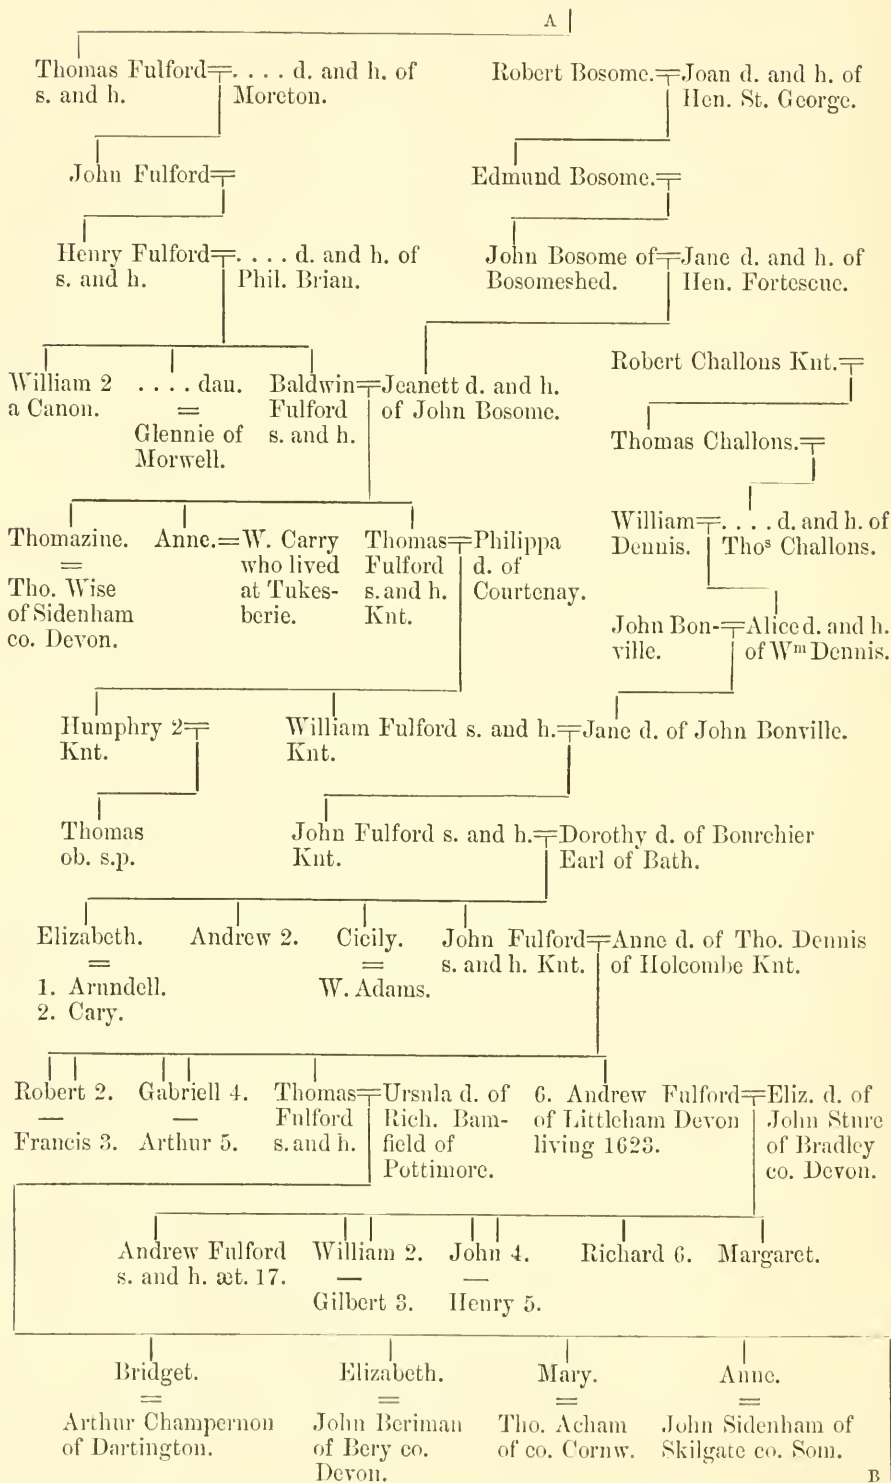 A
Thomas Fulford . . . . d. and h. of
s. and h. Moreton.
Robert Bosome. Joan d. and h. of
Hen. St. George.
John Fulford
Edmund Bosome.
Henry Fulford . . . . d. and h. of
s. and h. Phil. Brian.
John Bosome of Jane d. and h. of
Bosomeshed. Hen. Fortescue.
William 2
a Canon.
. . . . dau.
=
Glennie of
Morwell.
Baldwin
Fulford
s. and h.
Jeanett d. and h.
of John Bosome.
Robert Challons Knt.
Thomas Challons.
William . . . . d. and h. of
Dennis. Thoˢ Challons.
Thomazine.
=
Tho. Wise
of Sidenham
co. Devon.
Anne. = W. Carry
who lived
at Tukes-
berie.
Thomas
Fulford
s. and h.
Knt.
Philippa
d. of
Courtenay.
John Bon- Alice d. and h.
ville. of Wᵐ Dennis.
Humphry 2
Knt.
William Fulford s. and h. Jane d. of John Bonville.
Knt.
Thomas
ob. s.p.
John Fulford s. and h. Dorothy d. of Bourchier
Knt. Earl of Bath.
Elizabeth.
=
1. Arundell.
2. Cary.
Andrew 2.
Cicily.
=
W. Adams.
John Fulford Anne d. of Tho. Dennis
s. and h. Knt. of Holcombe Knt.
Robert 2.
—
Francis 3.
Gabriell 4.
—
Arthur 5.
Thomas
Fulford
s. and h.
Ursula d. of
Rich. Bam-
field of
Pottimore.
6. Andrew Fulford
of Littleham Devon
living 1623.
Eliz. d. of
John Sture
of Bradley
co. Devon.
Andrew Fulford
s. and h. æt. 17.
William 2.
—
Gilbert 3.
John 4.
—
Henry 5.
Richard 6.
Margaret.
Bridget.
=
Arthur Champernon
of Dartington.
Elizabeth.
=
John Beriman
of Bery co.
Devon.
Mary.
=
Tho. Acham
of co. Cornw.
Anne.
=
John Sidenham of
Skilgate co. Som.
B